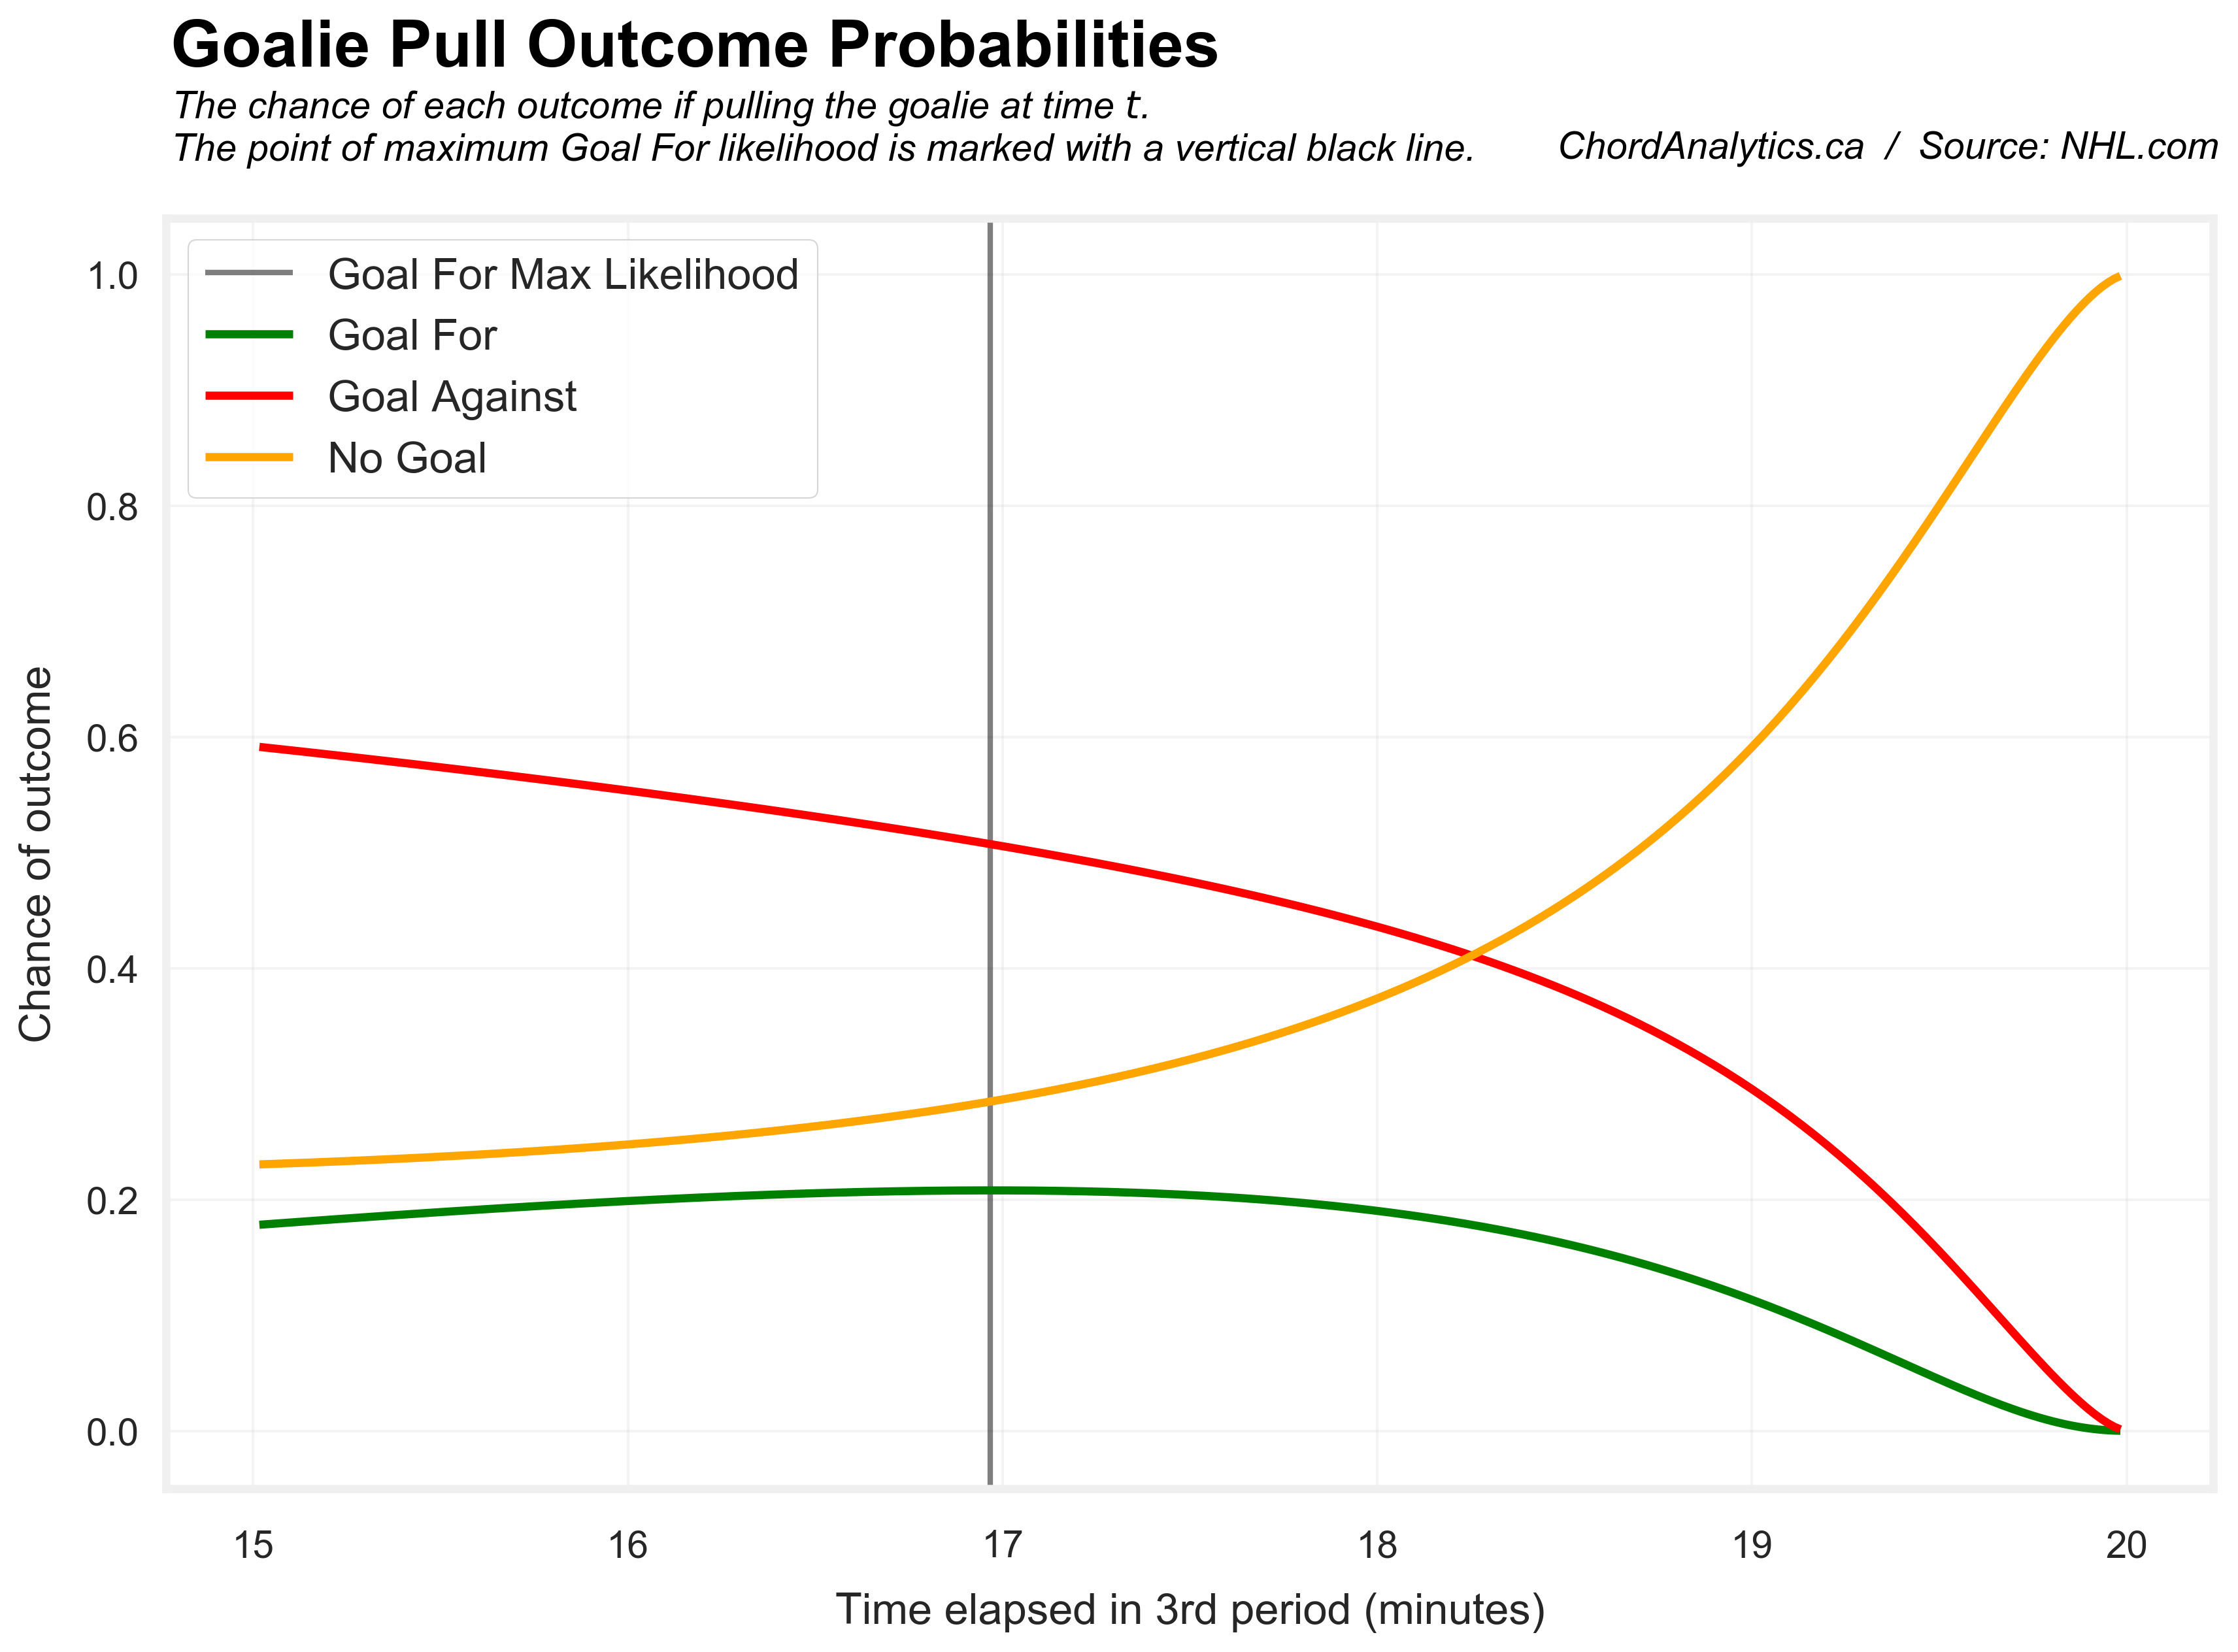 Goalie Pull Outcome Probabilities
The chance of each outcome if pulling the goalie at time t.
The point of maximum Goal For likelihood is marked with a vertical black line.
ChordAnalytics.ca / Source: NHL.com
Goal For Max Likelihood
Goal For
Goal Against
No Goal
Chance of outcome
1.0
0.8
0.6
0.4
0.2
0.0
15 16 17 18 19 20
Time elapsed in 3rd period (minutes)